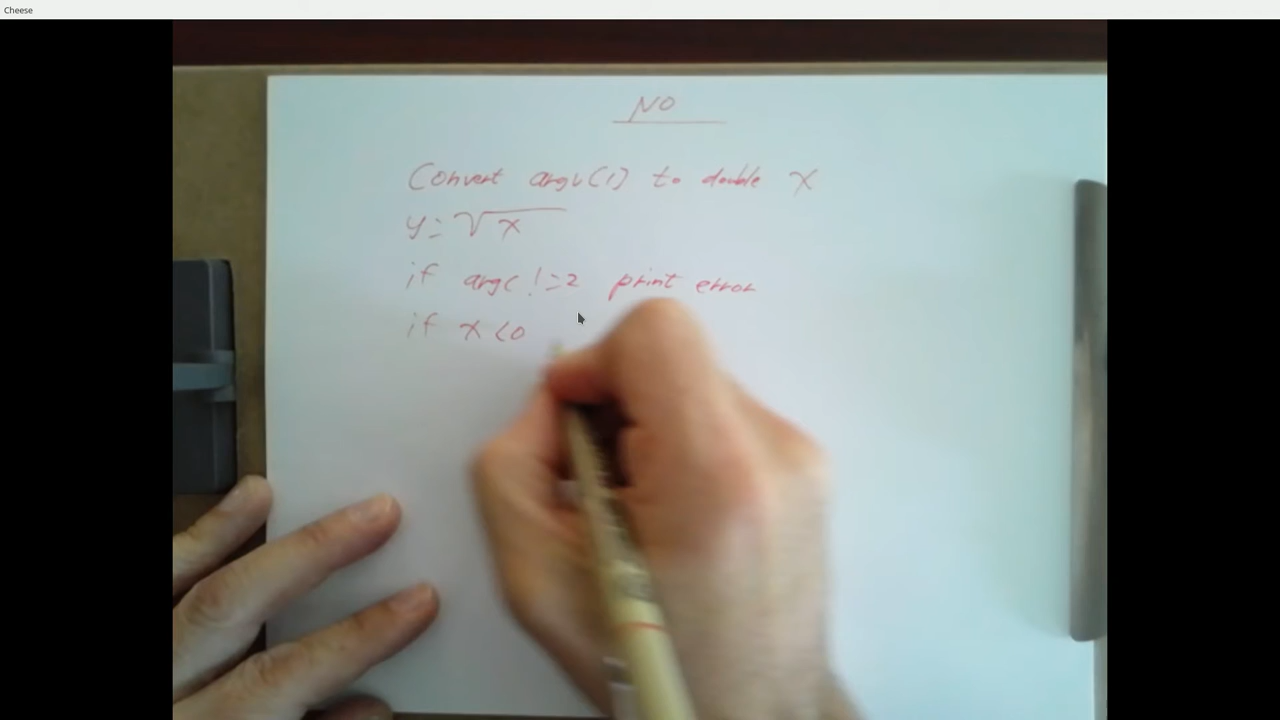 Cheese
NO
Convert argv(1) to double x
y = √x
if argc != 2 print error
if x < 0